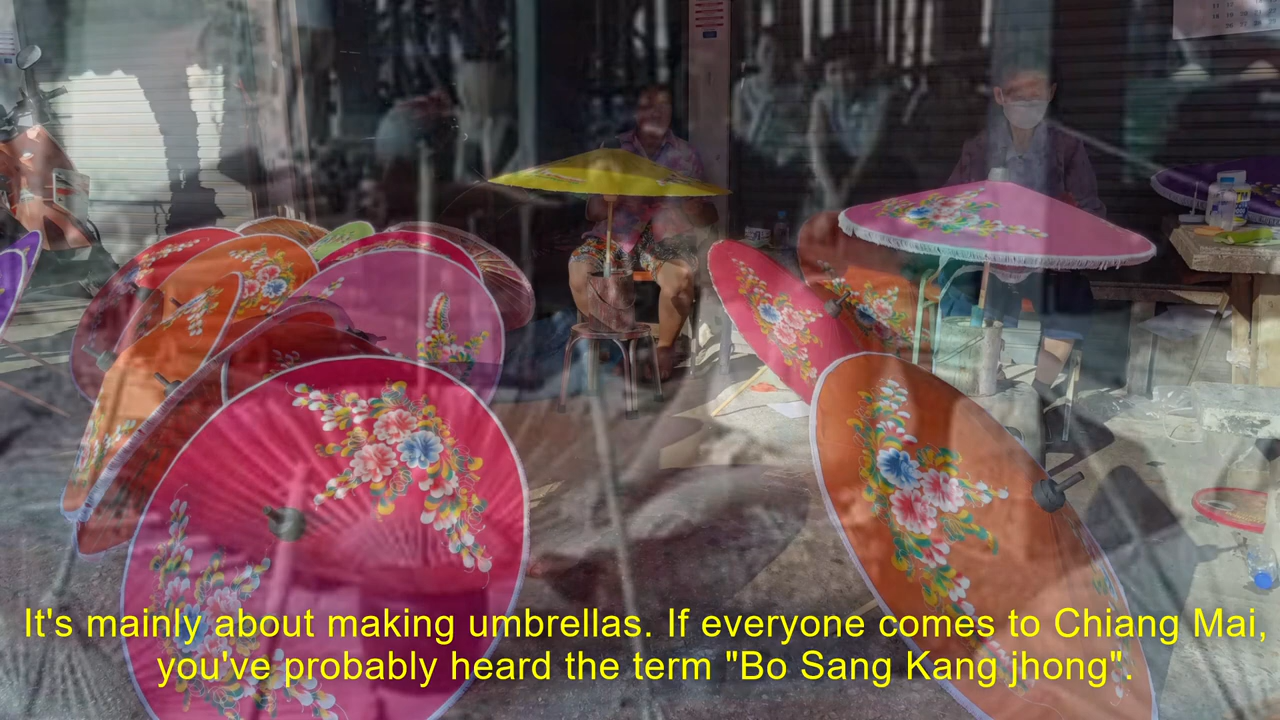 It's mainly about making umbrellas. If everyone comes to Chiang Mai,
you've probably heard the term "Bo Sang Kang jhong".